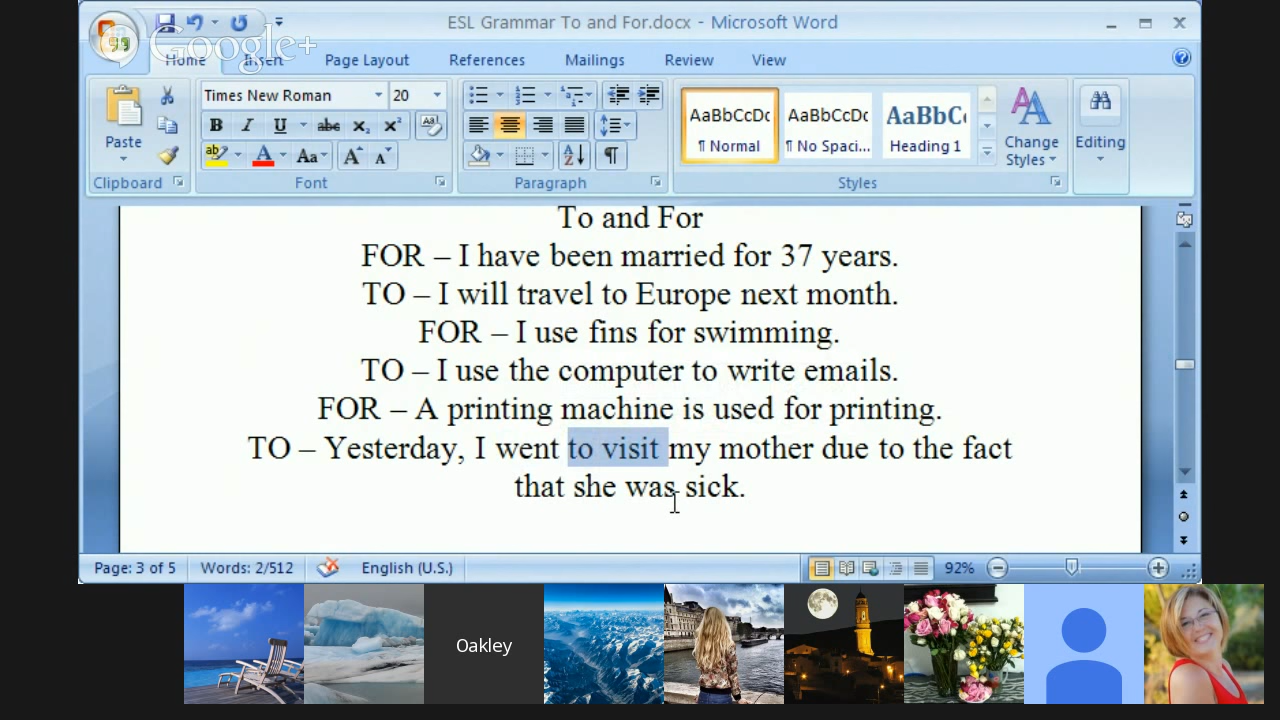 ESL Grammar To and For.docx - Microsoft Word
Google+
Home Insert Page Layout References Mailings Review View
Times New Roman 20
AaBbCcDc AaBbCcDc AaBbC
Paste
B I U abc X₂ X² Aa A A
¶ Normal ¶ No Spaci... Heading 1
Change Styles
Editing
Clipboard Font Paragraph Styles
To and For
FOR – I have been married for 37 years.
TO – I will travel to Europe next month.
FOR – I use fins for swimming.
TO – I use the computer to write emails.
FOR – A printing machine is used for printing.
TO – Yesterday, I went to visit my mother due to the fact
that she was sick.
Page: 3 of 5 Words: 2/512 English (U.S.) 92%
Oakley